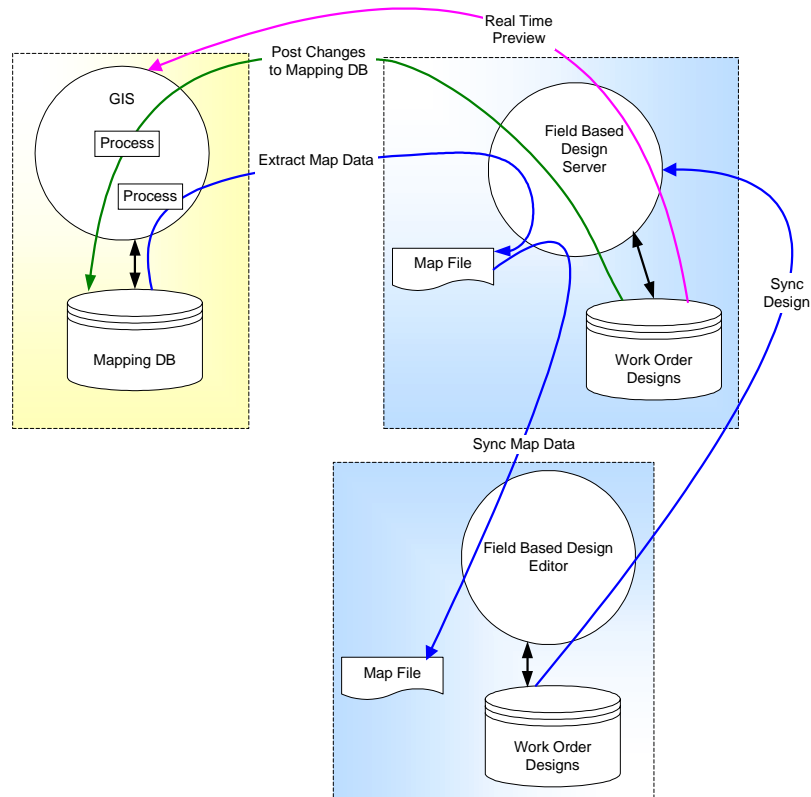 Real Time
Preview
Post Changes
to Mapping DB
GIS
Process
Field Based
Design
Server
Extract Map Data
Process
Map File
Sync
Design
Mapping DB
Work Order
Designs
Sync Map Data
Field Based Design
Editor
Map File
Work Order
Designs